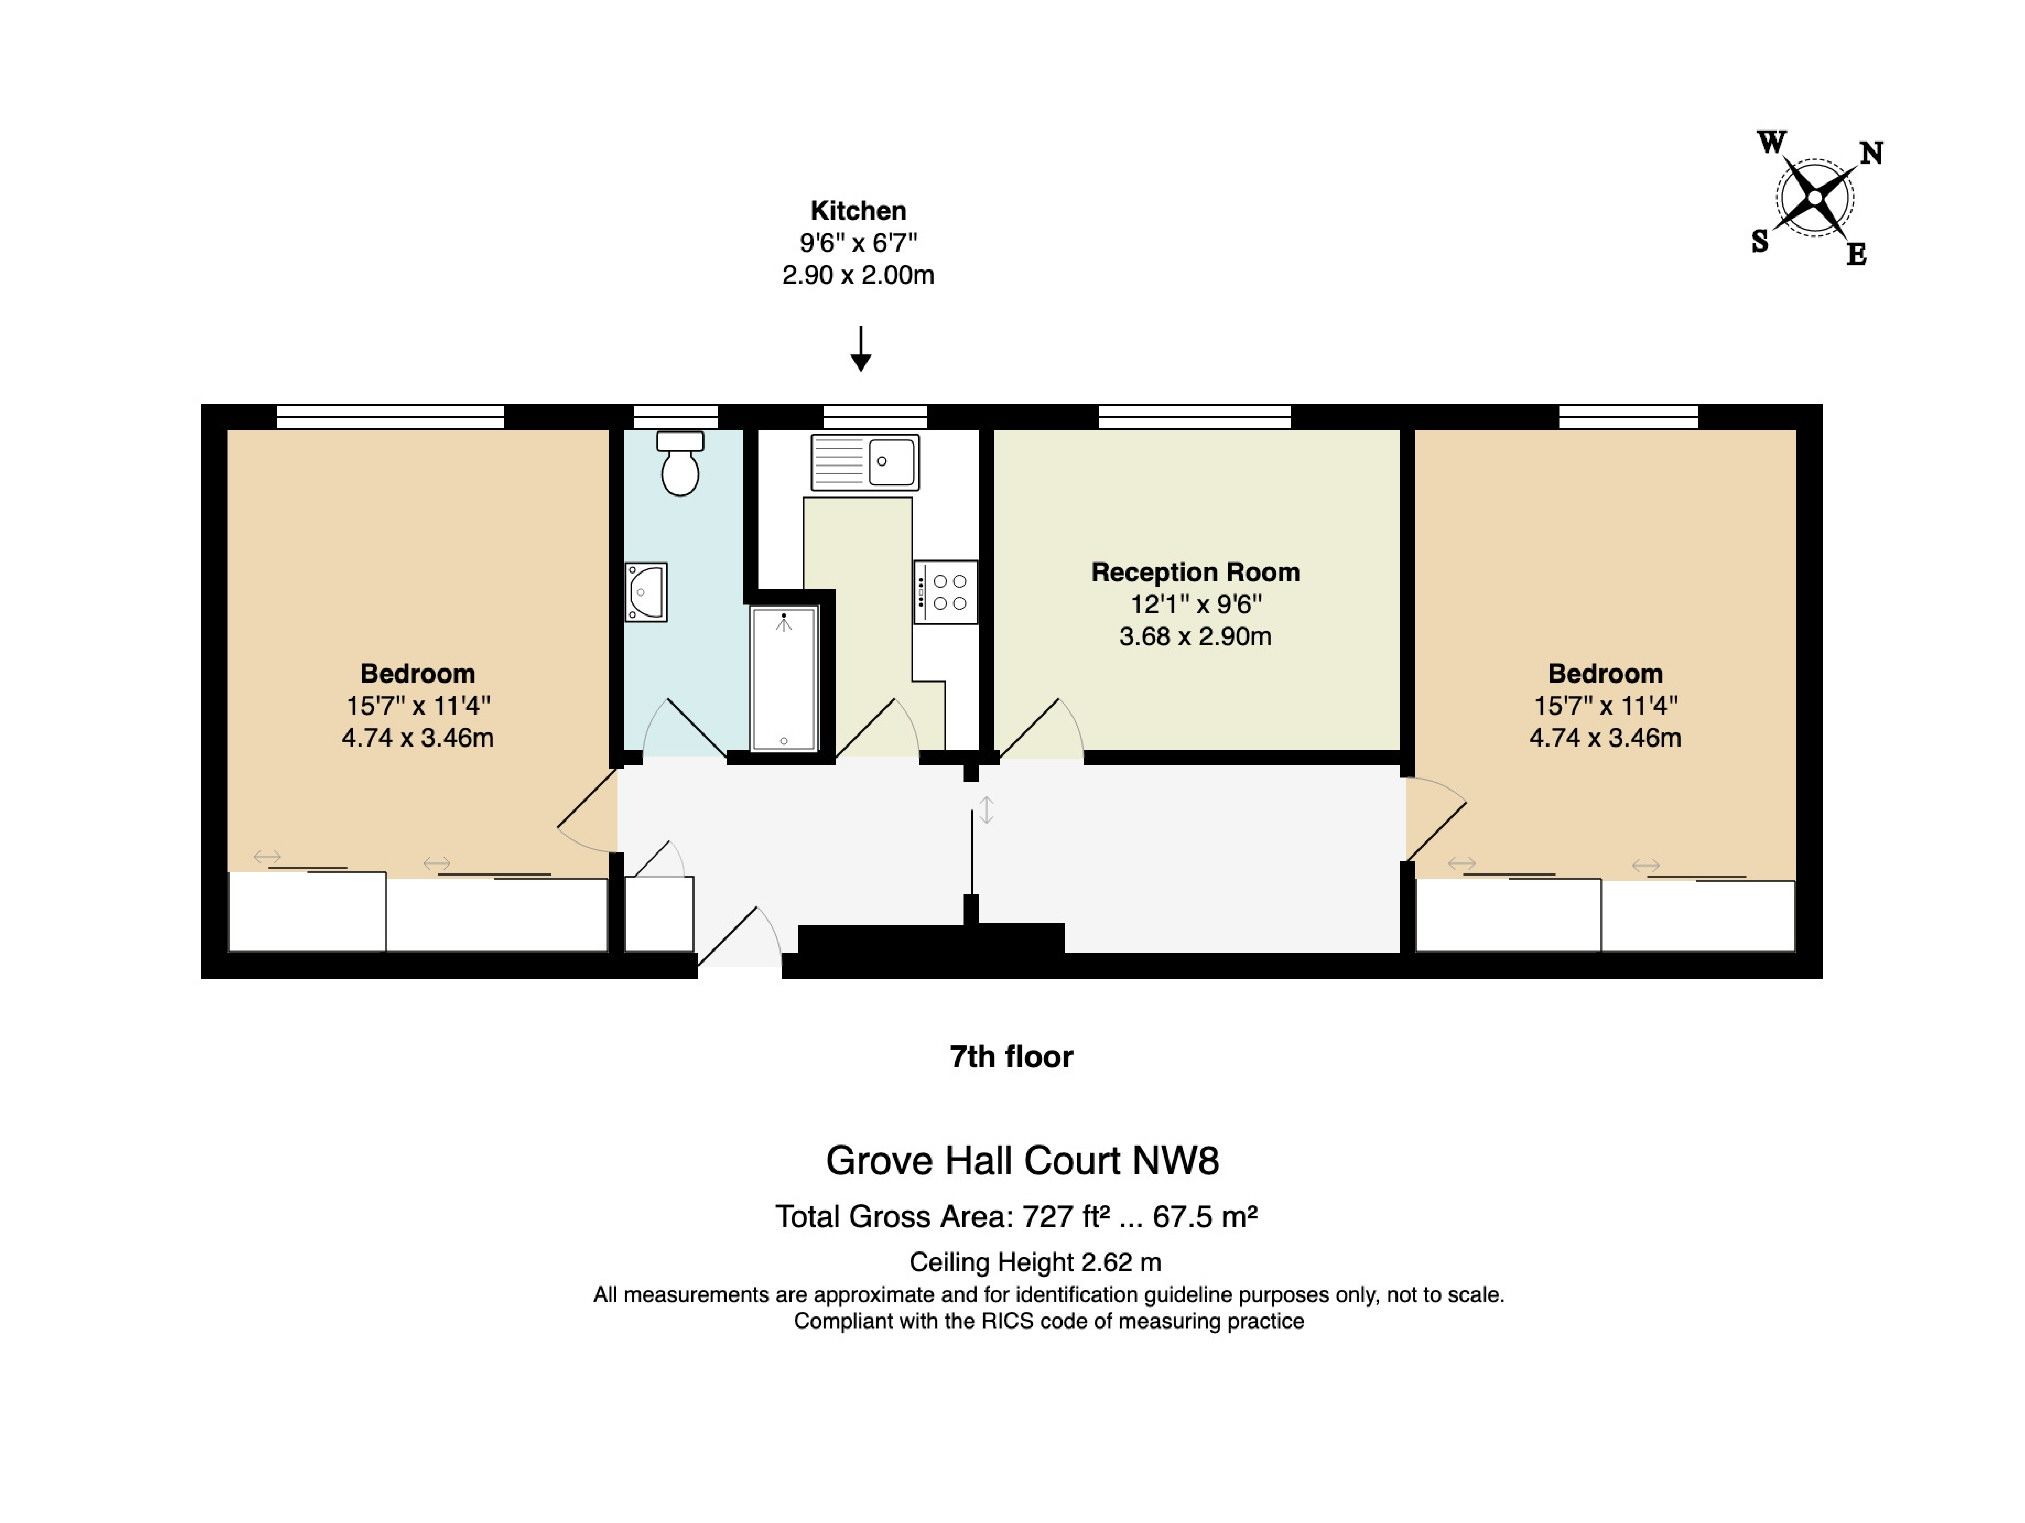 W
N
S
E
Kitchen
9'6" x 6'7"
2.90 x 2.00m
Reception Room
12'1" x 9'6"
3.68 x 2.90m
Bedroom
15'7" x 11'4"
4.74 x 3.46m
Bedroom
15'7" x 11'4"
4.74 x 3.46m
7th floor
Grove Hall Court NW8
Total Gross Area: 727 ft² ... 67.5 m²
Ceiling Height 2.62 m
All measurements are approximate and for identification guideline purposes only, not to scale.
Compliant with the RICS code of measuring practice